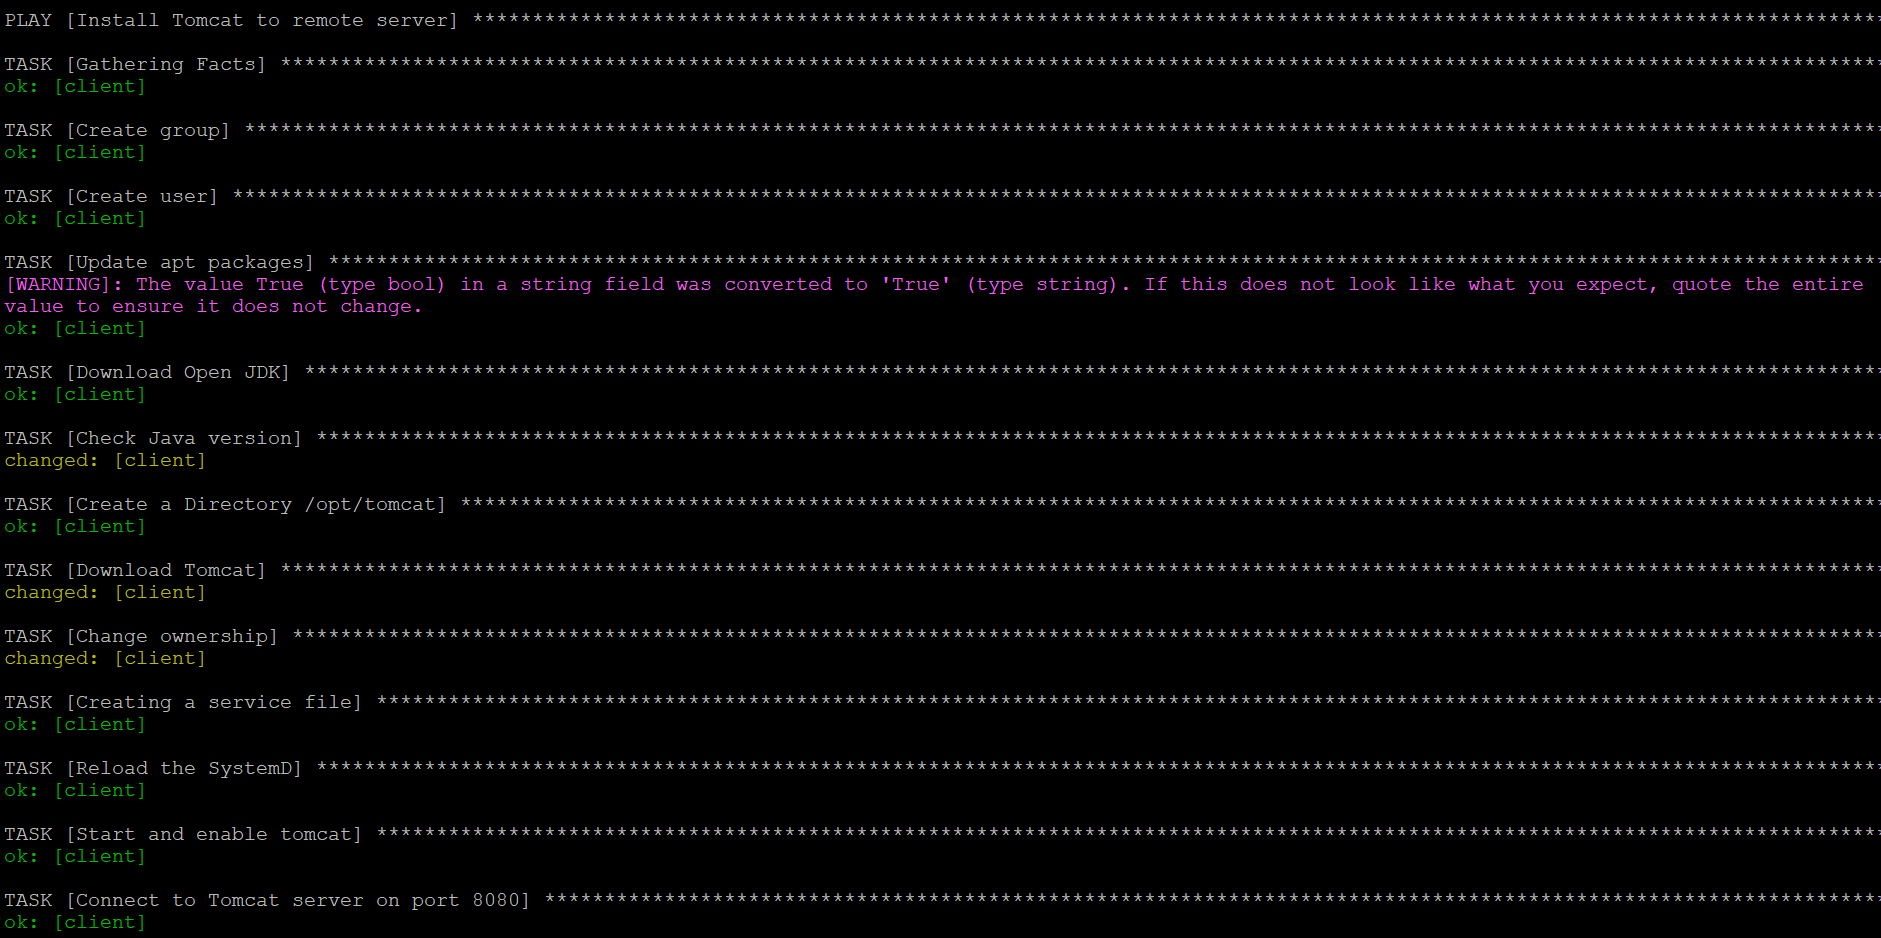 PLAY [Install Tomcat to remote server] *********************************************************************************************************************
TASK [Gathering Facts] *************************************************************************************************************************************
ok: [client]
TASK [Create group] ****************************************************************************************************************************************
ok: [client]
TASK [Create user] *****************************************************************************************************************************************
ok: [client]
TASK [Update apt packages] *********************************************************************************************************************************
[WARNING]: The value True (type bool) in a string field was converted to 'True' (type string). If this does not look like what you expect, quote the entire
value to ensure it does not change.
ok: [client]
TASK [Download Open JDK] ***********************************************************************************************************************************
ok: [client]
TASK [Check Java version] **********************************************************************************************************************************
changed: [client]
TASK [Create a Directory /opt/tomcat] **********************************************************************************************************************
ok: [client]
TASK [Download Tomcat] *************************************************************************************************************************************
changed: [client]
TASK [Change ownership] ************************************************************************************************************************************
changed: [client]
TASK [Creating a service file] *****************************************************************************************************************************
ok: [client]
TASK [Reload the SystemD] **********************************************************************************************************************************
ok: [client]
TASK [Start and enable tomcat] *****************************************************************************************************************************
ok: [client]
TASK [Connect to Tomcat server on port 8080] ***************************************************************************************************************
ok: [client]